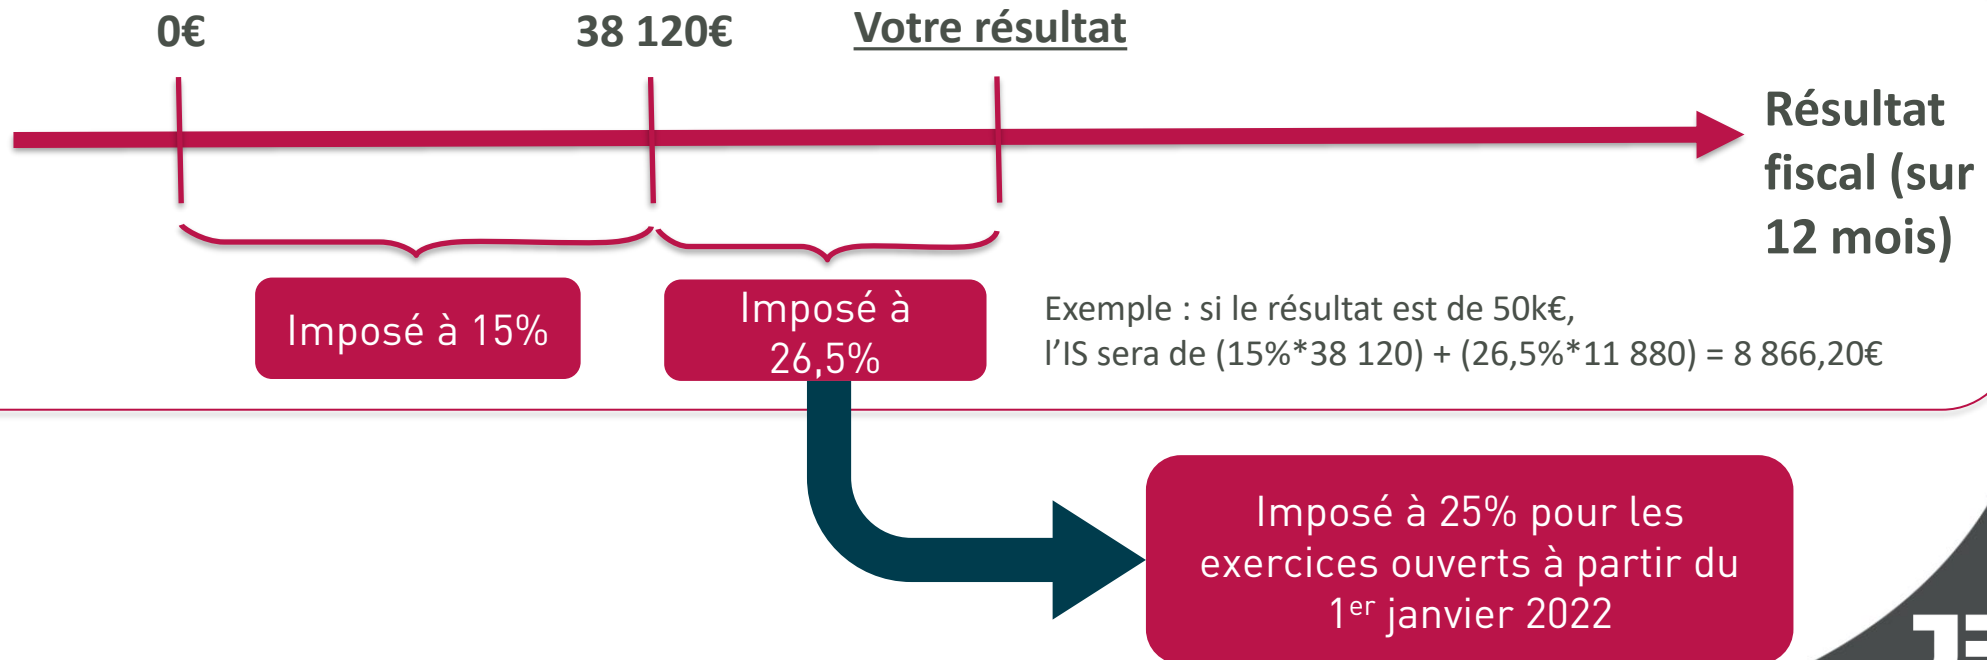 0€
38 120€
Votre résultat
Résultat
fiscal (sur
12 mois)
Imposé à 15%
Imposé à
26,5%
Exemple : si le résultat est de 50k€,
l’IS sera de (15%*38 120) + (26,5%*11 880) = 8 866,20€
Imposé à 25% pour les
exercices ouverts à partir du
1er janvier 2022